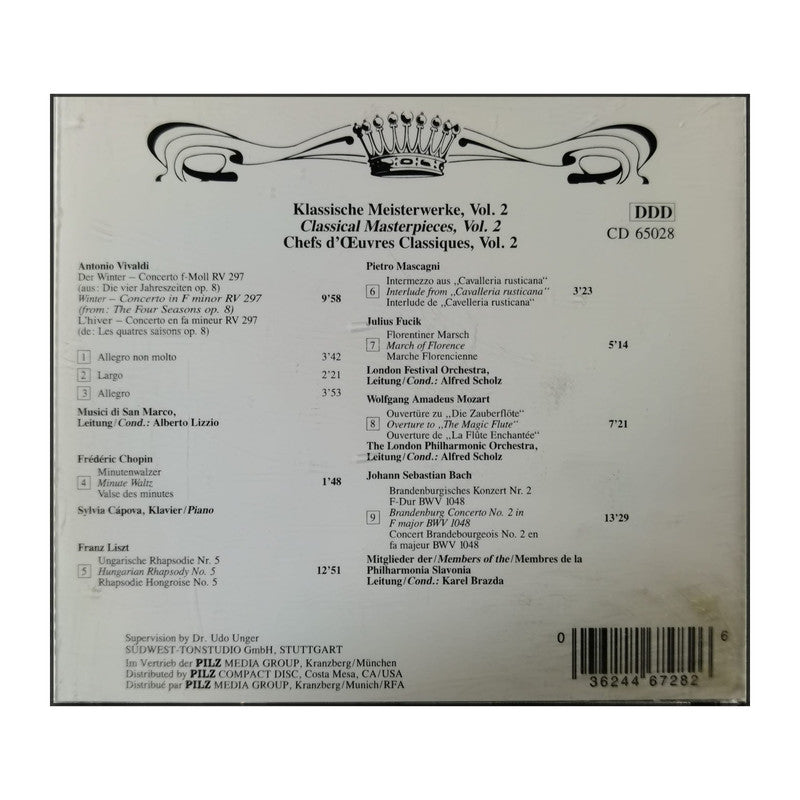 Klassische Meisterwerke, Vol. 2
Classical Masterpieces, Vol. 2
Chefs d'Œuvres Classiques, Vol. 2
DDD
CD 65028
Antonio Vivaldi
Der Winter – Concerto f-Moll RV 297
(aus: Die vier Jahreszeiten op. 8)
Winter – Concerto in F minor RV 297 9'58
(from: The Four Seasons op. 8)
L'hiver – Concerto en fa mineur RV 297
(de: Les quatres saisons op. 8)
1 Allegro non molto 3'42
2 Largo 2'21
3 Allegro 3'53
Musici di San Marco,
Leitung/Cond.: Alberto Lizzio
Frédéric Chopin
Minutenwalzer
4 Minute Waltz 1'48
Valse des minutes
Sylvia Cápova, Klavier/Piano
Franz Liszt
Ungarische Rhapsodie Nr. 5
5 Hungarian Rhapsody No. 5 12'51
Rhapsodie Hongroise No. 5
Pietro Mascagni
Intermezzo aus „Cavalleria rusticana“
6 Interlude from „Cavalleria rusticana“ 3'23
Interlude de „Cavelleria rusticana“
Julius Fucik
Florentiner Marsch
7 March of Florence 5'14
Marche Florencienne
London Festival Orchestra,
Leitung/Cond.: Alfred Scholz
Wolfgang Amadeus Mozart
Ouvertüre zu „Die Zauberflöte“
8 Overture to „The Magic Flute“ 7'21
Ouverture de „La Flûte Enchantée“
The London Philharmonic Orchestra,
Leitung/Cond.: Alfred Scholz
Johann Sebastian Bach
Brandenburgisches Konzert Nr. 2
F-Dur BWV 1048
9 Brandenburg Concerto No. 2 in 13'29
F major BWV 1048
Concert Brandebourgeois No. 2 en
fa majeur BWV 1048
Mitglieder der/Members of the/Membres de la
Philharmonia Slavonia
Leitung/Cond.: Karel Brazda
Supervision by Dr. Udo Unger
SÜDWEST-TONSTUDIO GmbH, STUTTGART
Im Vertrieb der PILZ MEDIA GROUP, Kranzberg/München
Distributed by PILZ COMPACT DISC, Costa Mesa, CA/USA
Distribué par PILZ MEDIA GROUP, Kranzberg/Munich/RFA
0 36244 67282 6